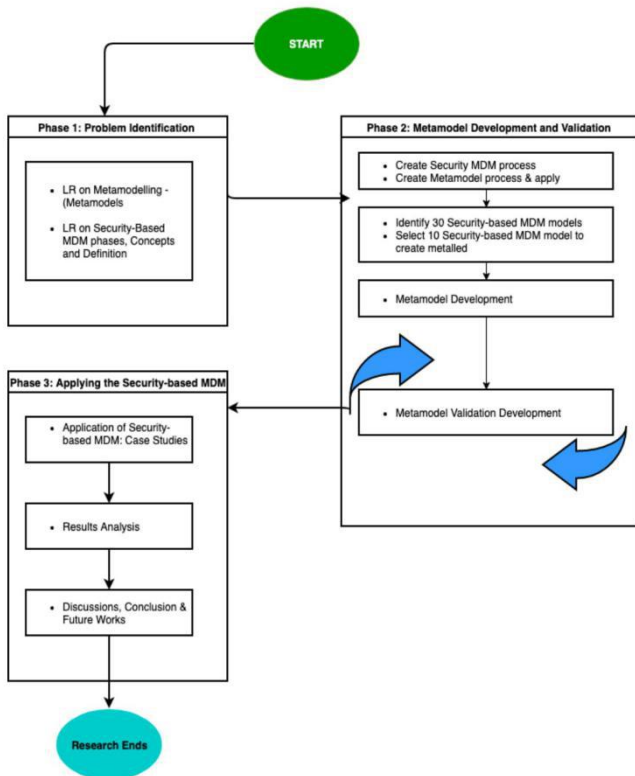 START
Phase 1: Problem Identification
• LR on Metamodelling -
(Metamodels
• LR on Security-Based
MDM phases, Concepts
and Definition
Phase 2: Metamodel Development and Validation
• Create Security MDM process
• Create Metamodel process & apply
• Identify 30 Security-based MDM models
• Select 10 Security-based MDM model to
create metalled
• Metamodel Development
• Metamodel Validation Development
Phase 3: Applying the Security-based MDM
• Application of Security-
based MDM: Case Studies
• Results Analysis
• Discussions, Conclusion &
Future Works
Research Ends